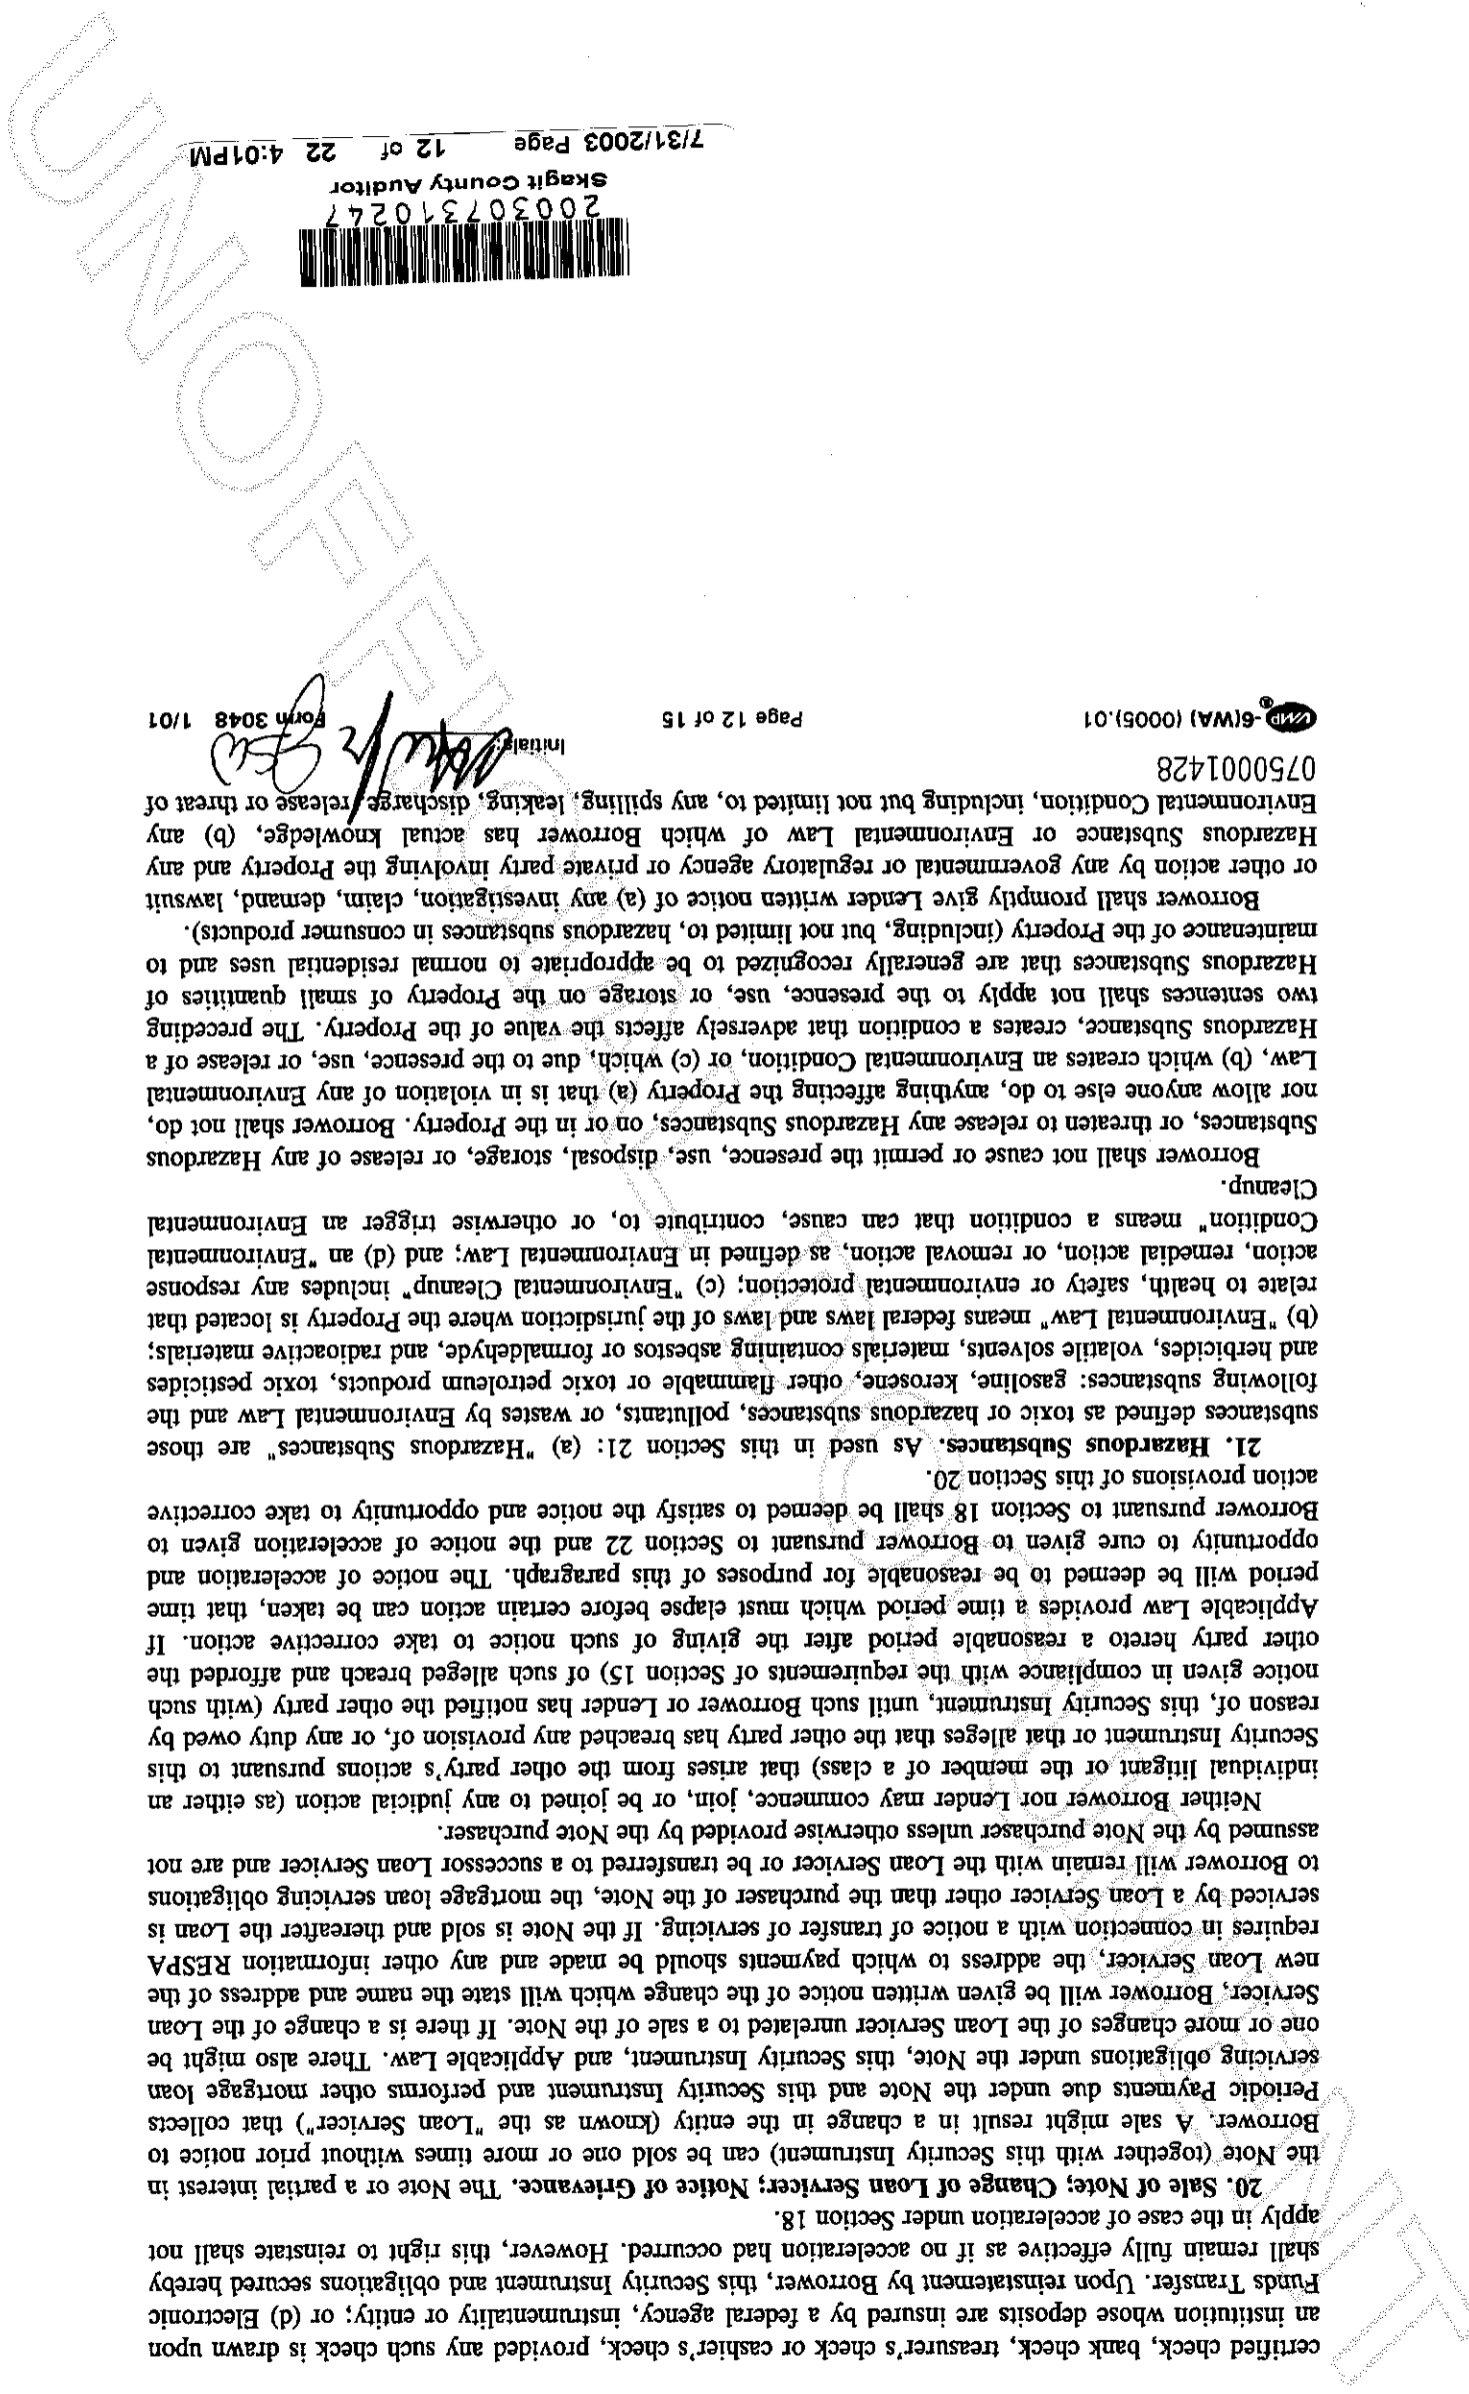 certified check, bank check, treasurer's check or cashier's check, provided any such check is drawn upon
an institution whose deposits are insured by a federal agency, instrumentality or entity; or (d) Electronic
Funds Transfer. Upon reinstatement by Borrower, this Security Instrument and obligations secured hereby
shall remain fully effective as if no acceleration had occurred. However, this right to reinstate shall not
apply in the case of acceleration under Section 18.
20. Sale of Note; Change of Loan Servicer; Notice of Grievance. The Note or a partial interest in
the Note (together with this Security Instrument) can be sold one or more times without prior notice to
Borrower. A sale might result in a change in the entity (known as the "Loan Servicer") that collects
Periodic Payments due under the Note and this Security Instrument and performs other mortgage loan
servicing obligations under the Note, this Security Instrument, and Applicable Law. There also might be
one or more changes of the Loan Servicer unrelated to a sale of the Note. If there is a change of the Loan
Servicer, Borrower will be given written notice of the change which will state the name and address of the
new Loan Servicer, the address to which payments should be made and any other information RESPA
requires in connection with a notice of transfer of servicing. If the Note is sold and thereafter the Loan is
serviced by a Loan Servicer other than the purchaser of the Note, the mortgage loan servicing obligations
to Borrower will remain with the Loan Servicer or be transferred to a successor Loan Servicer and are not
assumed by the Note purchaser unless otherwise provided by the Note purchaser.
Neither Borrower nor Lender may commence, join, or be joined to any judicial action (as either an
individual litigant or the member of a class) that arises from the other party's actions pursuant to this
Security Instrument or that alleges that the other party has breached any provision of, or any duty owed by
reason of, this Security Instrument, until such Borrower or Lender has notified the other party (with such
notice given in compliance with the requirements of Section 15) of such alleged breach and afforded the
other party hereto a reasonable period after the giving of such notice to take corrective action. If
Applicable Law provides a time period which must elapse before certain action can be taken, that time
period will be deemed to be reasonable for purposes of this paragraph. The notice of acceleration and
opportunity to cure given to Borrower pursuant to Section 22 and the notice of acceleration given to
Borrower pursuant to Section 18 shall be deemed to satisfy the notice and opportunity to take corrective
action provisions of this Section 20.
21. Hazardous Substances. As used in this Section 21: (a) "Hazardous Substances" are those
substances defined as toxic or hazardous substances, pollutants, or wastes by Environmental Law and the
following substances: gasoline, kerosene, other flammable or toxic petroleum products, toxic pesticides
and herbicides, volatile solvents, materials containing asbestos or formaldehyde, and radioactive materials;
(b) "Environmental Law" means federal laws and laws of the jurisdiction where the Property is located that
relate to health, safety or environmental protection; (c) "Environmental Cleanup" includes any response
action, remedial action, or removal action, as defined in Environmental Law; and (d) an "Environmental
Condition" means a condition that can cause, contribute to, or otherwise trigger an Environmental
Cleanup.
Borrower shall not cause or permit the presence, use, disposal, storage, or release of any Hazardous
Substances, or threaten to release any Hazardous Substances, on or in the Property. Borrower shall not do,
nor allow anyone else to do, anything affecting the Property (a) that is in violation of any Environmental
Law, (b) which creates an Environmental Condition, or (c) which, due to the presence, use, or release of a
Hazardous Substance, creates a condition that adversely affects the value of the Property. The preceding
two sentences shall not apply to the presence, use, or storage on the Property of small quantities of
Hazardous Substances that are generally recognized to be appropriate to normal residential uses and to
maintenance of the Property (including, but not limited to, hazardous substances in consumer products).
Borrower shall promptly give Lender written notice of (a) any investigation, claim, demand, lawsuit
or other action by any governmental or regulatory agency or private party involving the Property and any
Hazardous Substance or Environmental Law of which Borrower has actual knowledge, (b) any
Environmental Condition, including but not limited to, any spilling, leaking, discharge, release or threat of
0750001428
Initials:
VMP-6(WA) (0005).01 Page 12 of 15 Form 3048 1/01
200307310247
Skagit County Auditor
7/31/2003 Page 12 of 22 4:01PM
UNOFFICIAL DOCUMENT